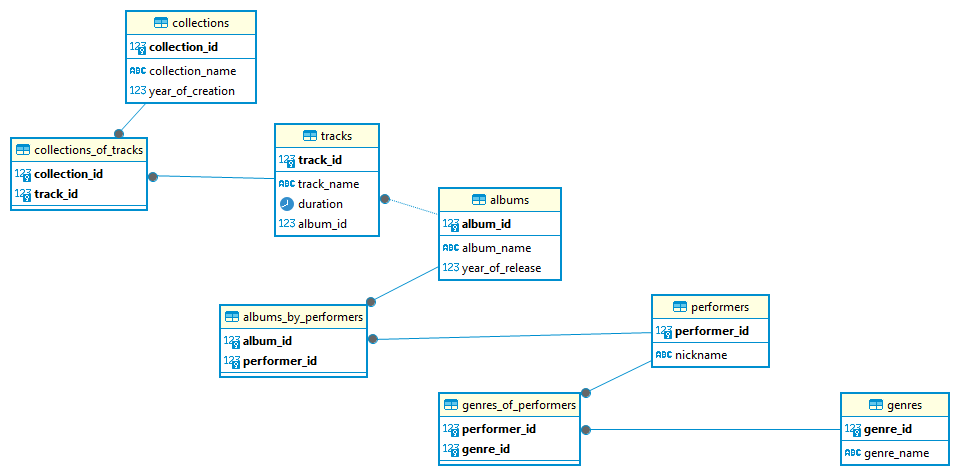 collections
123 collection_id
ABC collection_name
123 year_of_creation
collections_of_tracks
123 collection_id
123 track_id
tracks
123 track_id
ABC track_name
duration
123 album_id
albums
123 album_id
ABC album_name
123 year_of_release
albums_by_performers
123 album_id
123 performer_id
performers
123 performer_id
ABC nickname
genres_of_performers
123 performer_id
123 genre_id
genres
123 genre_id
ABC genre_name